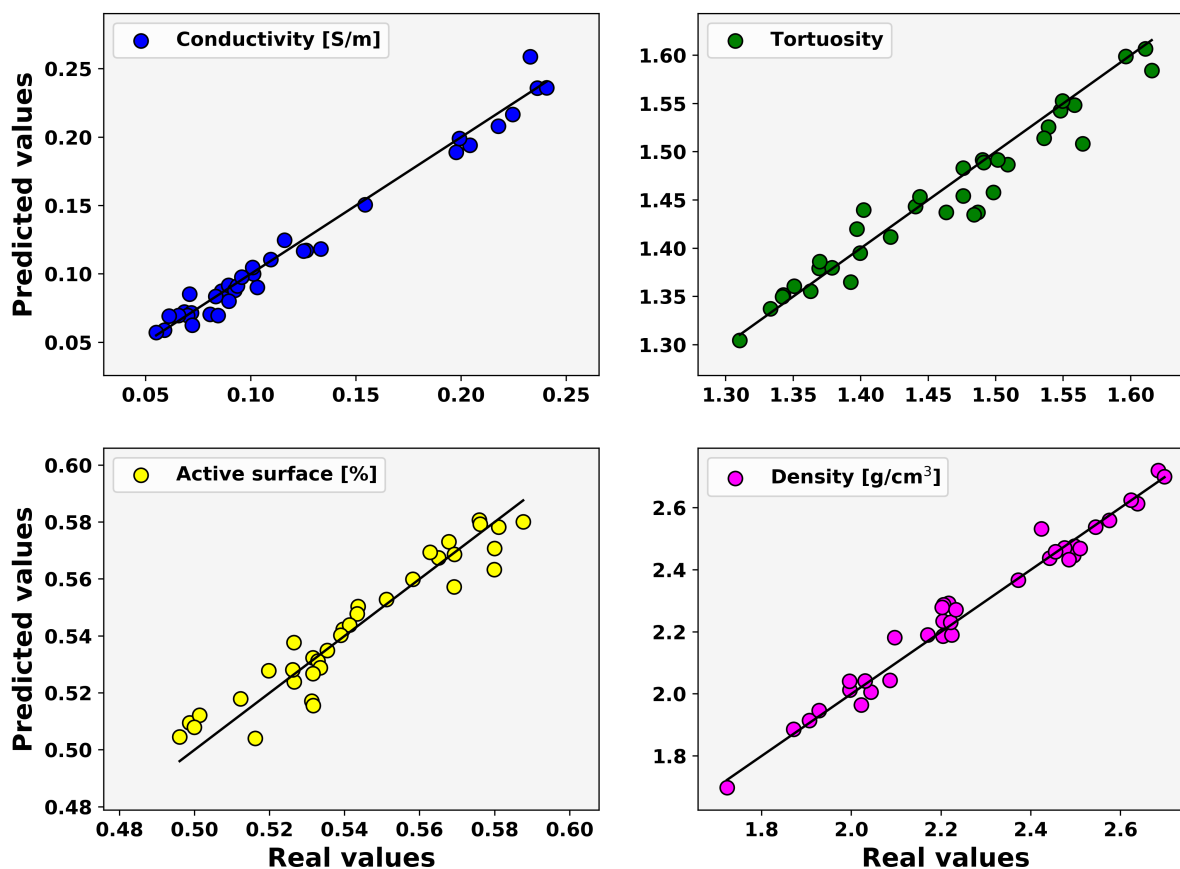 Conductivity [S/m]
Predicted values
0.25
0.20
0.15
0.10
0.05
0.05 0.10 0.15 0.20 0.25
Tortuosity
1.60
1.55
1.50
1.45
1.40
1.35
1.30
1.30 1.35 1.40 1.45 1.50 1.55 1.60
Active surface [%]
Predicted values
0.60
0.58
0.56
0.54
0.52
0.50
0.48
0.48 0.50 0.52 0.54 0.56 0.58 0.60
Real values
Density [g/cm³]
2.6
2.4
2.2
2.0
1.8
1.8 2.0 2.2 2.4 2.6
Real values